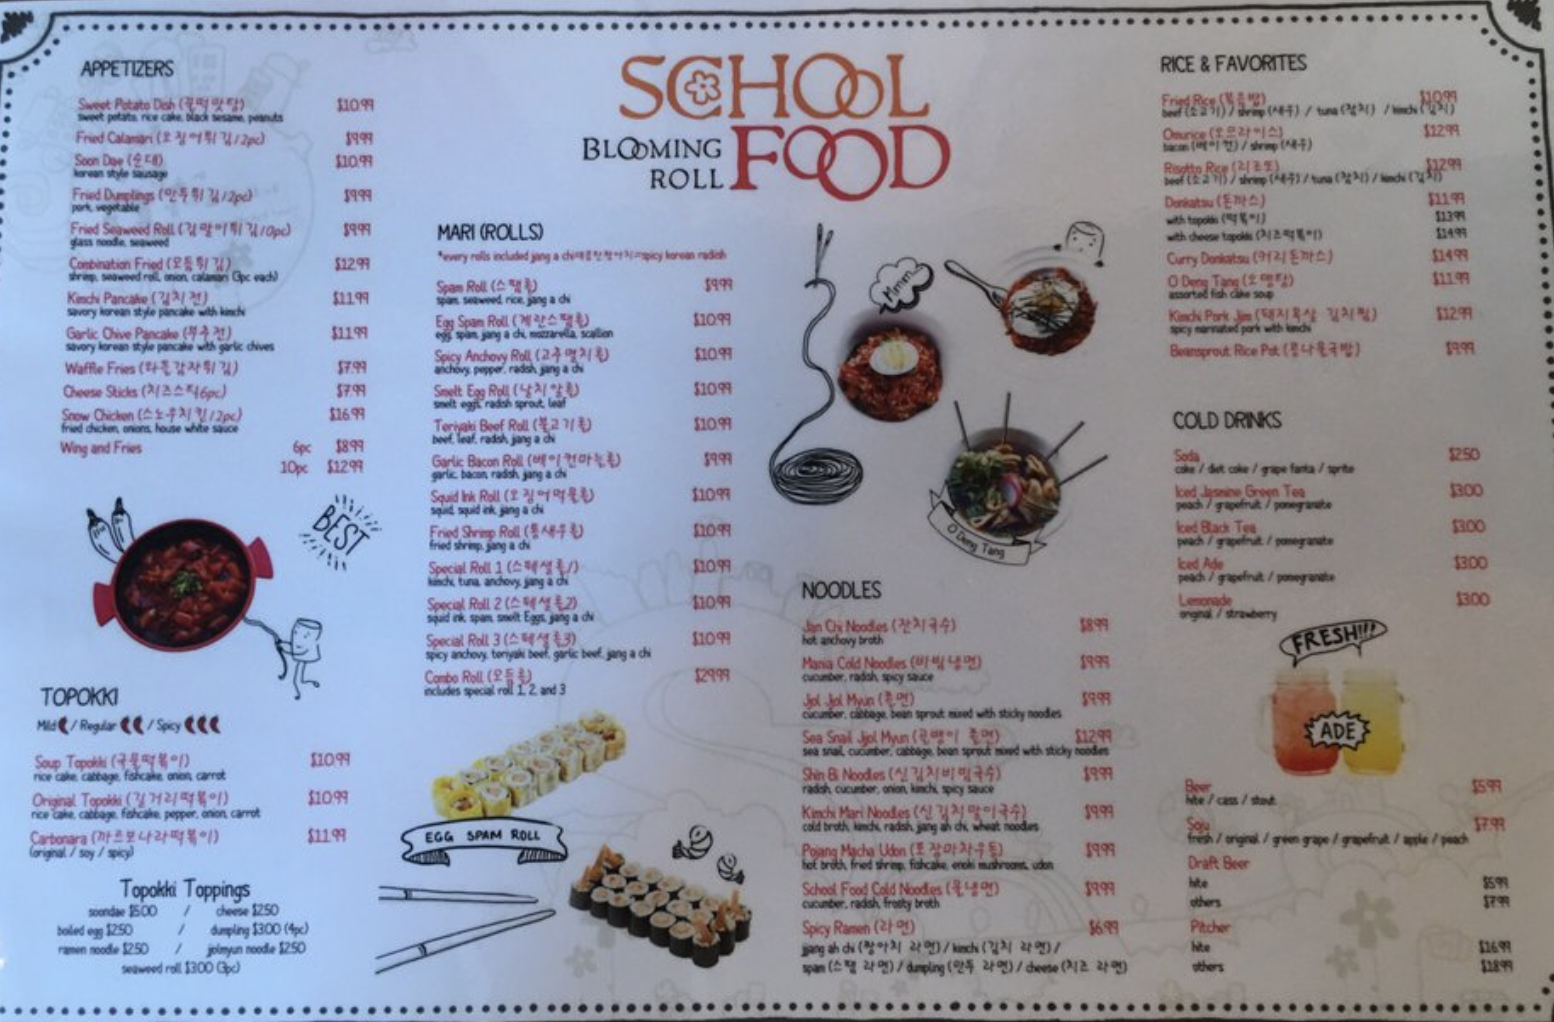 APPETIZERS
Sweet Potato Dish $10.99
sweet potato, rice cake, black sesame, peanuts
Fried Calamari (오징어튀김/12pc) $9.99
Soon Dae (순대) $10.99
korean style sausage
Fried Dumplings (만두튀김/12pc) $9.99
pork, vegetable
Fried Seaweed Roll (김말이튀김/10pc) $9.99
glass noodle, seaweed
Combination Fried (모듬튀김) $12.99
shrimp, seaweed roll, onion, calamari (3pc each)
Kimchi Pancake (김치전) $11.99
savory korean style pancake with kimchi
Garlic Chive Pancake (부추전) $11.99
savory korean style pancake with garlic chives
Waffle Fries (와플감자튀김) $7.99
Cheese Sticks (치즈스틱6pc) $7.99
Snow Chicken (스노우치킨/12pc) $16.99
fried chicken, onions, house white sauce
Wing and Fries 6pc $8.99
10pc $12.99
BEST
TOPOKKI
Mild / Regular / Spicy
Soup Topokki (국물떡볶이) $10.99
rice cake, cabbage, fishcake, onion, carrot
Original Topokki (길거리떡볶이) $10.99
rice cake, cabbage, fishcake, pepper, onion, carrot
Carbonara (까르보나라떡볶이) $11.99
(original / soy / spicy)
Topokki Toppings
soondae $5.00 / cheese $2.50
boiled egg $2.50 / dumpling $3.00 (4pc)
ramen noodle $2.50 / jolmyun noodle $2.50
seaweed roll $3.00 (3pc)
SCHOOL
BLOOMING
ROLL
FOOD
MARI (ROLLS)
*every rolls included jang a chi spicy korean radish
Spam Roll (스팸롤) $9.99
spam, seaweed, rice, jang a chi
Egg Spam Roll (계란스팸롤) $10.99
egg, spam, jang a chi, mozzarella, scallion
Spicy Anchovy Roll (고추멸치롤) $10.99
anchovy, pepper, radish, jang a chi
Smelt Egg Roll (날치알롤) $10.99
smelt eggs, radish sprout, leaf
Teriyaki Beef Roll (불고기롤) $10.99
beef, leaf, radish, jang a chi
Garlic Bacon Roll (베이컨마늘롤) $9.99
garlic, bacon, radish, jang a chi
Squid Ink Roll (오징어먹물롤) $10.99
squid, squid ink, jang a chi
Fried Shrimp Roll (통새우롤) $10.99
fried shrimp, jang a chi
Special Roll 1 (스페셜롤1) $10.99
kimchi, tuna, anchovy, jang a chi
Special Roll 2 (스페셜롤2) $10.99
squid ink, spam, smelt Eggs, jang a chi
Special Roll 3 (스페셜롤3) $10.99
spicy anchovy, teriyaki beef, garlic beef, jang a chi
Combo Roll (모듬롤) $29.99
includes special roll 1, 2, and 3
EGG SPAM ROLL
Mmm...
O Deng Tang
NOODLES
Jan Chi Noodles (잔치국수) $8.99
hot anchovy broth
Mania Cold Noodles (비빔냉면) $9.99
cucumber, radish, spicy sauce
Jjol Jjol Myun (쫄면) $9.99
cucumber, cabbage, bean sprout mixed with sticky noodles
Sea Snail Jjol Myun (골뱅이 쫄면) $12.99
sea snail, cucumber, cabbage, bean sprout mixed with sticky noodles
Shin Bi Noodles (신김치비빔국수) $9.99
radish, cucumber, onion, kimchi, spicy sauce
Kimchi Mari Noodles (신김치말이국수) $9.99
cold broth, kimchi, radish, jang ah chi, wheat noodles
Pojang Macha Udon (포장마차우동) $9.99
hot broth, fried shrimp, fishcake, enoki mushrooms, udon
School Food Cold Noodles (물냉면) $9.99
cucumber, radish, frosty broth
Spicy Ramen (라면) $6.99
jjang ah chi (짱아치 라면) / kimchi (김치 라면) /
spam (스팸 라면) / dumpling (만두 라면) / cheese (치즈 라면)
RICE & FAVORITES
Fried Rice (볶음밥) $10.99
beef (소고기) / shrimp (새우) / tuna (참치) / kimchi (김치)
Omurice (오므라이스) $12.99
bacon (베이컨) / shrimp (새우)
Risotto Rice (리조또) $12.99
beef (소고기) / shrimp (새우) / tuna (참치) / kimchi (김치)
Donkatsu (돈까스) $11.99
with topokki (떡볶이) $13.99
with cheese topokki (치즈떡볶이) $14.99
Curry Donkatsu (커리돈까스) $14.99
O Deng Tang (오뎅탕) $11.99
assorted fish cake soup
Kimchi Pork Jjim (돼지목살 김치찜) $12.99
spicy marinated pork with kimchi
Beansprout Rice Pot (콩나물국밥) $9.99
COLD DRINKS
Soda $2.50
coke / diet coke / grape fanta / sprite
Iced Jasmine Green Tea $3.00
peach / grapefruit / pomegranate
Iced Black Tea $3.00
peach / grapefruit / pomegranate
Iced Ade $3.00
peach / grapefruit / pomegranate
Lemonade $3.00
original / strawberry
FRESH!!!
ADE
Beer $5.99
hite / cass / stout
Soju $7.99
fresh / original / green grape / grapefruit / apple / peach
Draft Beer
hite $5.99
others $7.99
Pitcher
hite $16.99
others $18.99